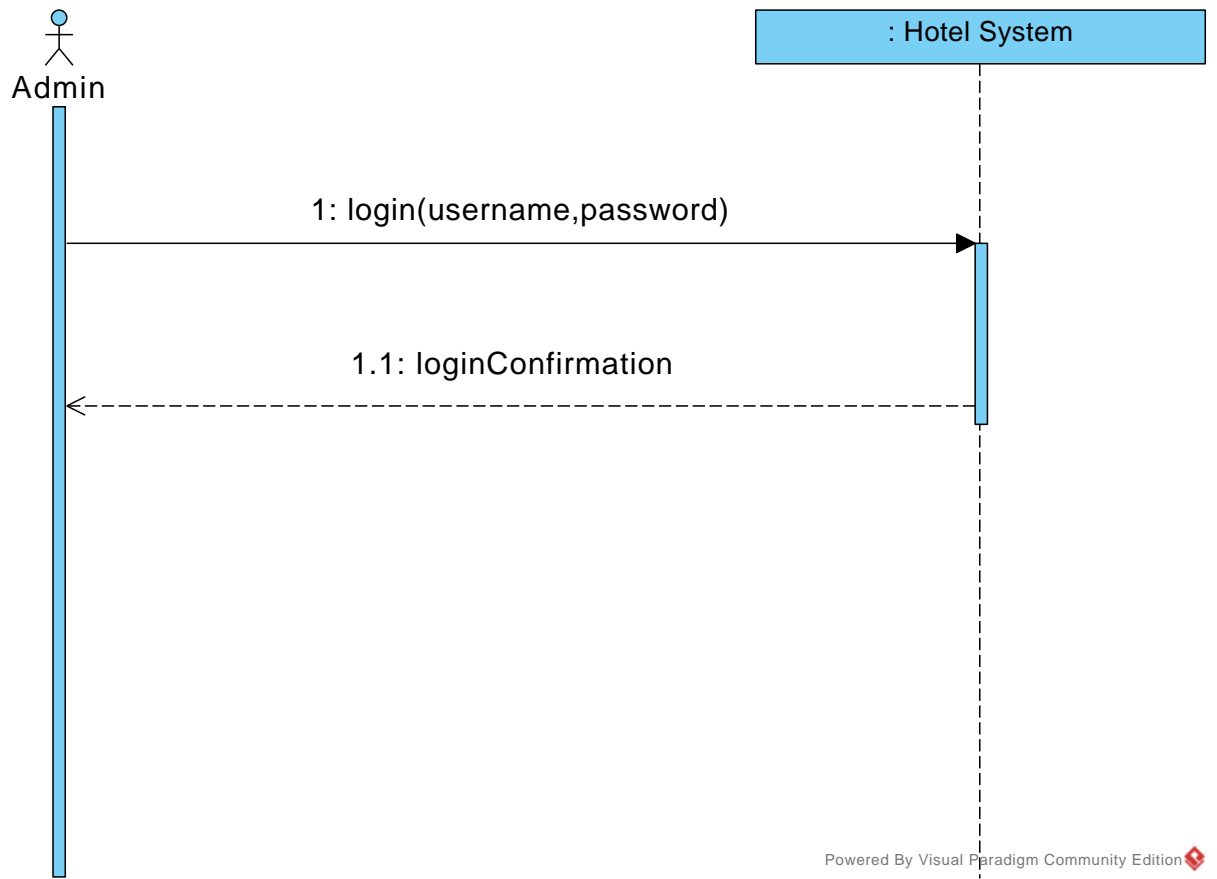 : Hotel System
Admin
1: login(username,password)
1.1: loginConfirmation
Powered By Visual Paradigm Community Edition